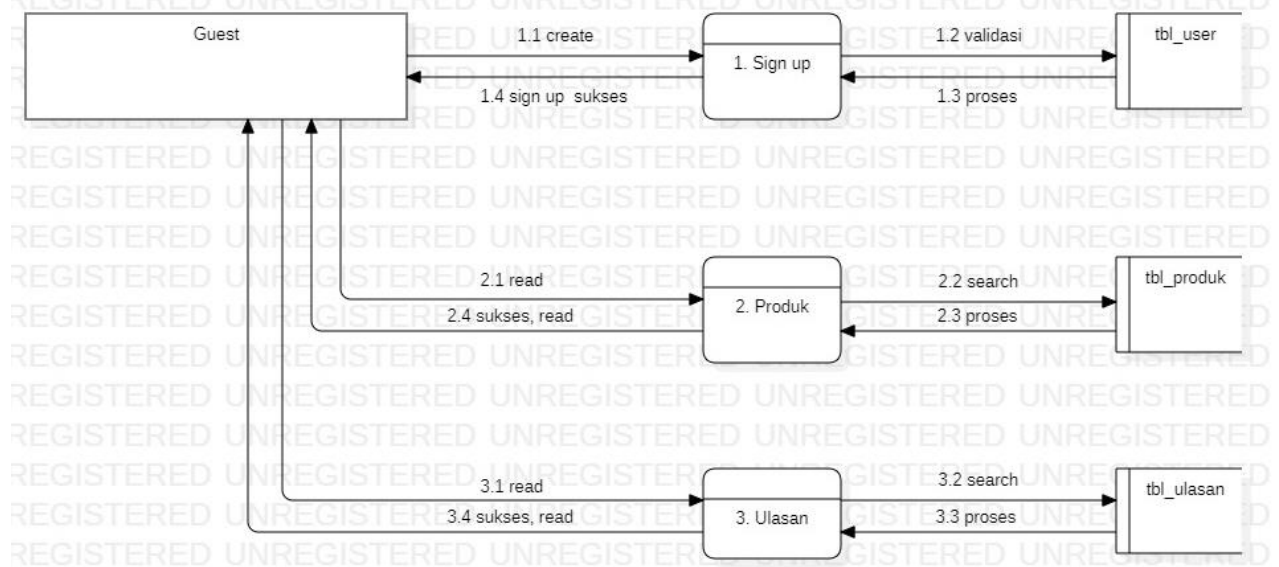 Guest
1.1 create
1.2 validasi
tbl_user
1. Sign up
1.4 sign up sukses
1.3 proses
2.1 read
2.2 search
tbl_produk
2. Produk
2.4 sukses, read
2.3 proses
3.1 read
3.2 search
tbl_ulasan
3. Ulasan
3.4 sukses, read
3.3 proses
UNREGISTERED